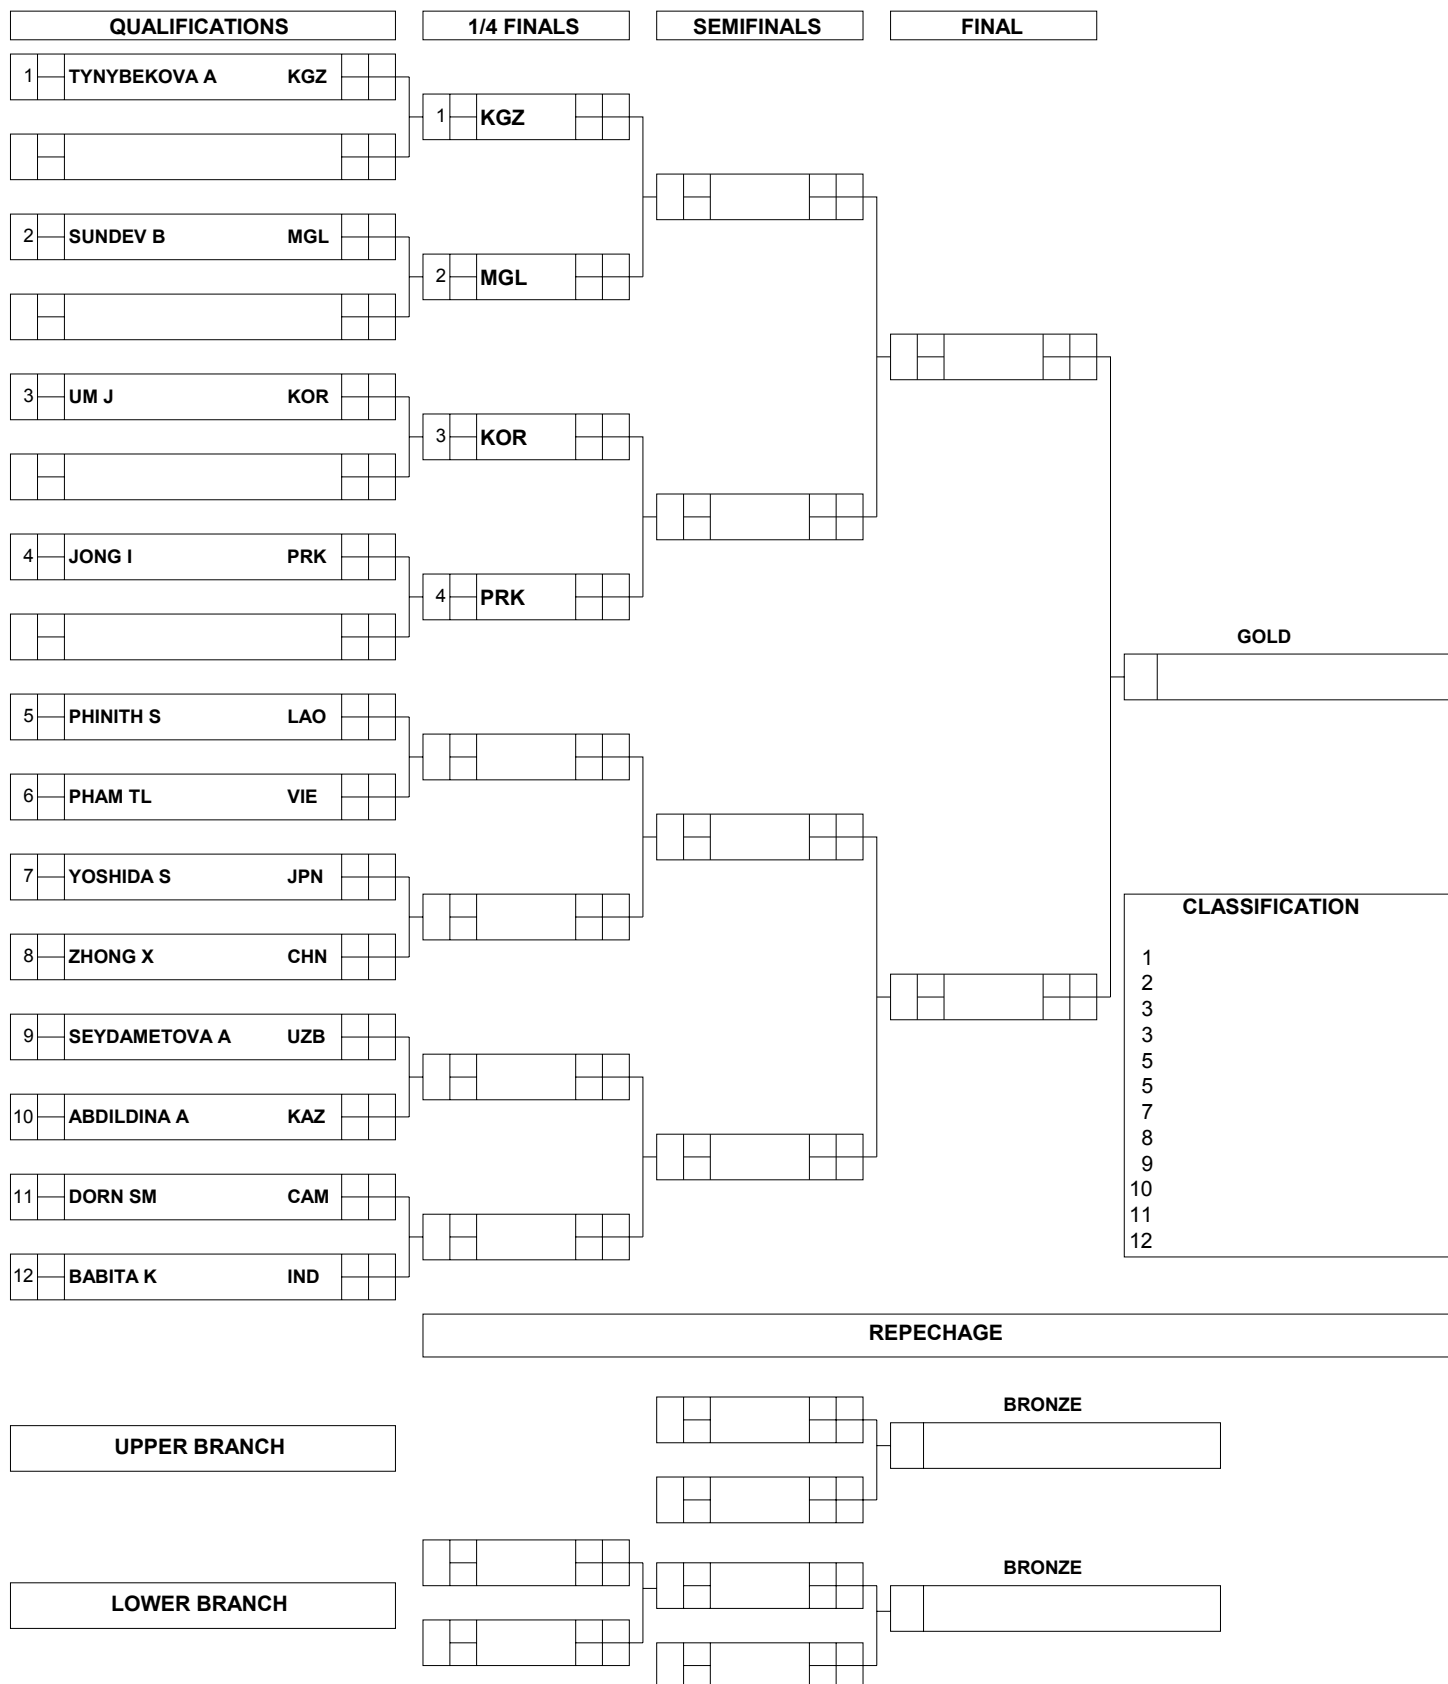 QUALIFICATIONS 1/4 FINALS SEMIFINALS FINAL
1 TYNYBEKOVA A KGZ
1 KGZ
2 SUNDEV B MGL
2 MGL
3 UM J KOR
3 KOR
4 JONG I PRK
4 PRK
GOLD
5 PHINITH S LAO
6 PHAM TL VIE
7 YOSHIDA S JPN
8 ZHONG X CHN
9 SEYDAMETOVA A UZB
10 ABDILDINA A KAZ
11 DORN SM CAM
12 BABITA K IND
CLASSIFICATION
1
2
3
3
5
5
7
8
9
10
11
12
REPECHAGE
UPPER BRANCH
BRONZE
LOWER BRANCH
BRONZE